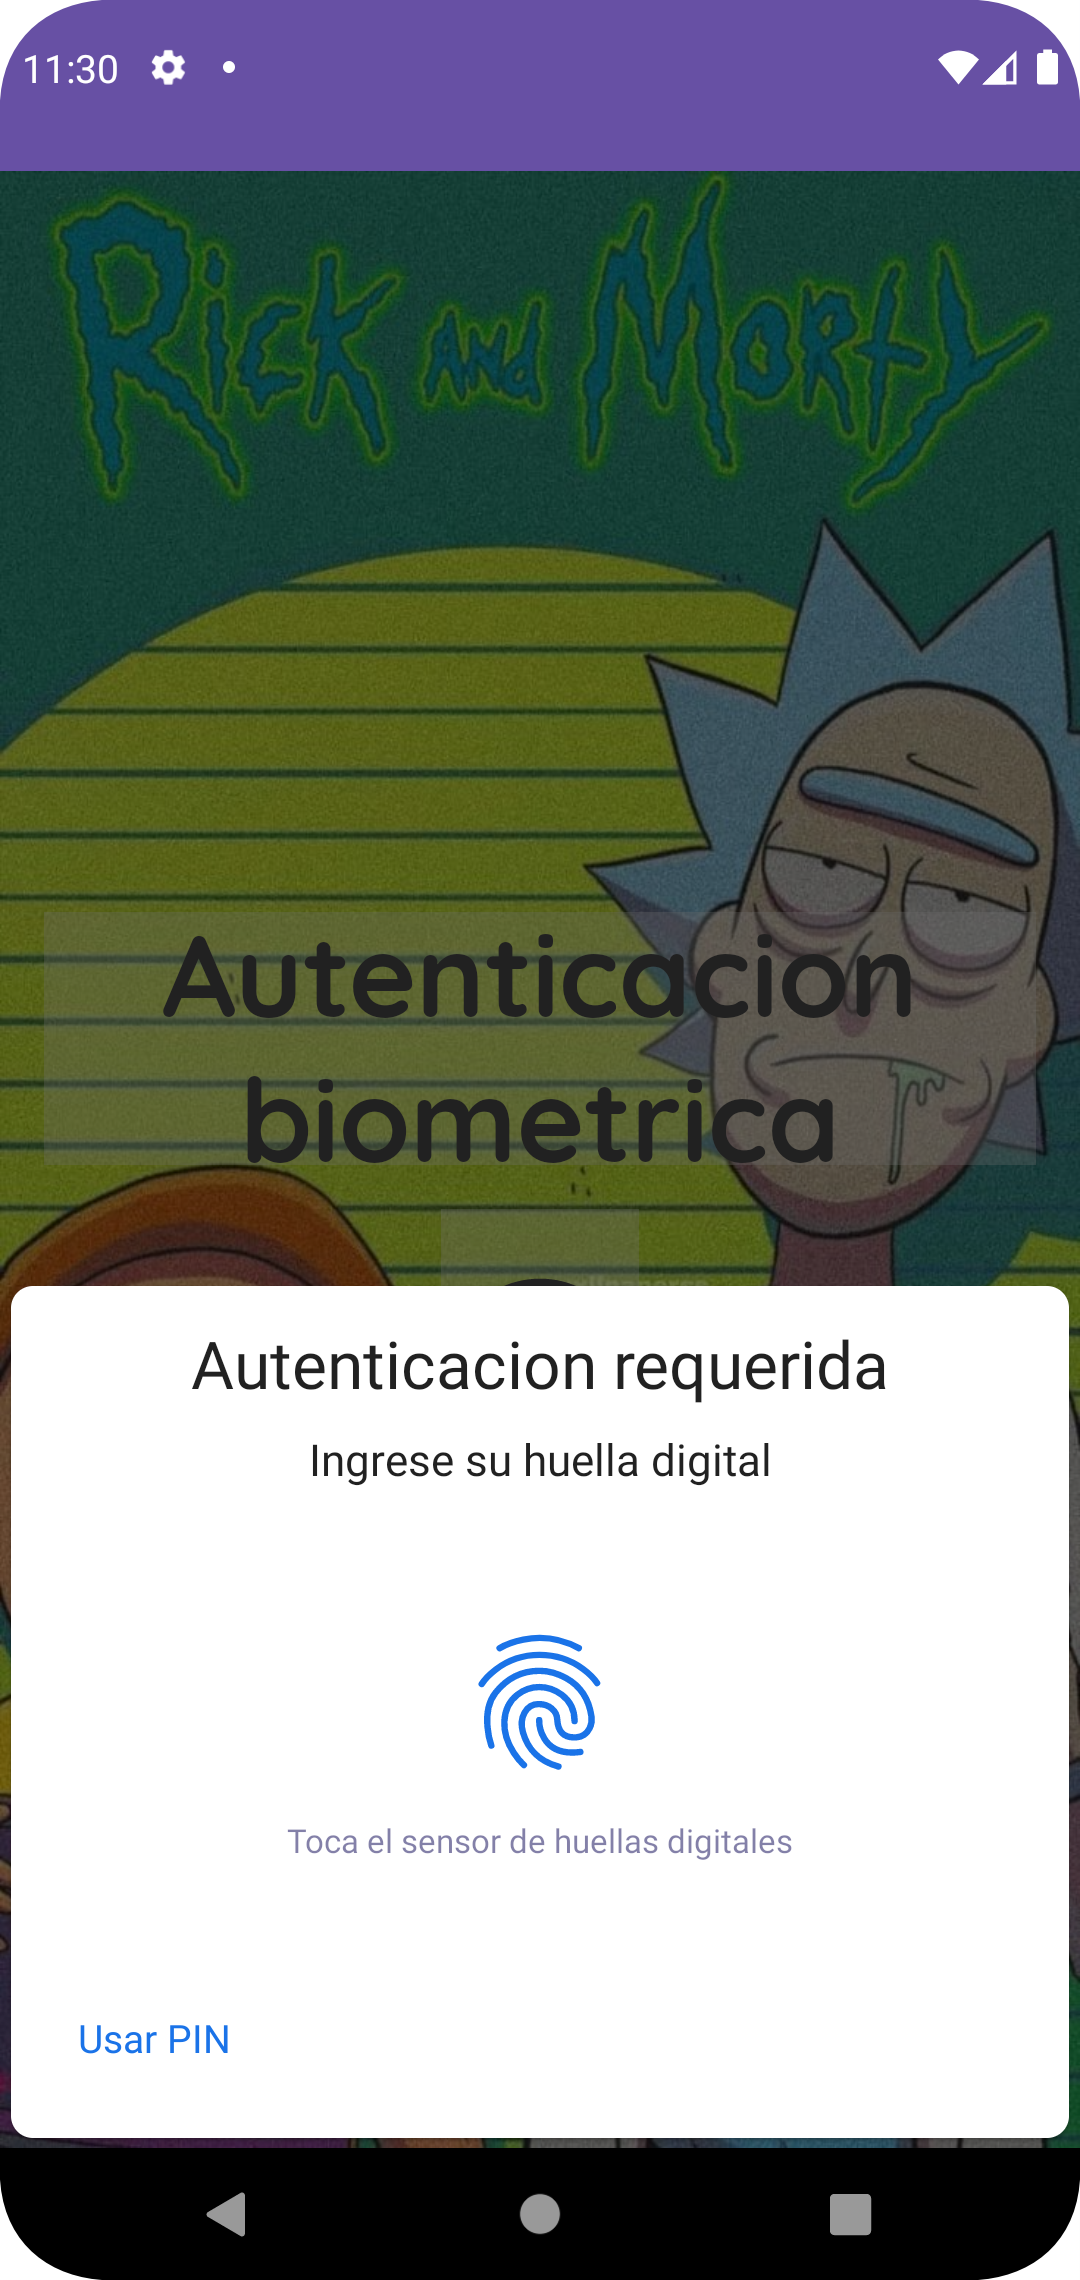 11:30
Rick and Morty
Autenticacion
biometrica
Autenticacion requerida
Ingrese su huella digital
Toca el sensor de huellas digitales
Usar PIN